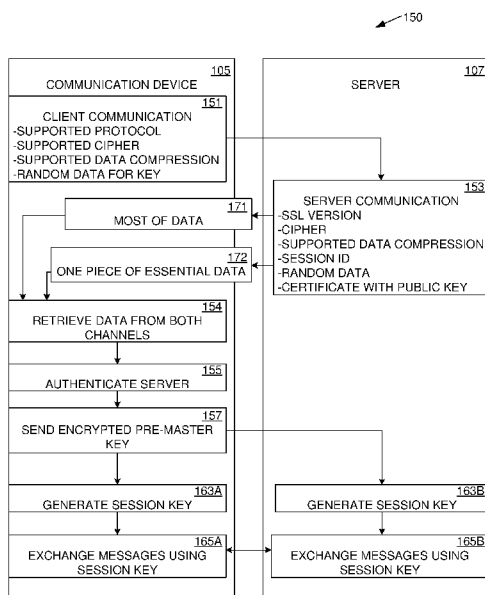 150
105
COMMUNICATION DEVICE
107
SERVER
151
CLIENT COMMUNICATION
-SUPPORTED PROTOCOL
-SUPPORTED CIPHER
-SUPPORTED DATA COMPRESSION
-RANDOM DATA FOR KEY
153
SERVER COMMUNICATION
-SSL VERSION
-CIPHER
-SUPPORTED DATA COMPRESSION
-SESSION ID
-RANDOM DATA
-CERTIFICATE WITH PUBLIC KEY
171
MOST OF DATA
172
ONE PIECE OF ESSENTIAL DATA
154
RETRIEVE DATA FROM BOTH
CHANNELS
155
AUTHENTICATE SERVER
157
SEND ENCRYPTED PRE-MASTER
KEY
163A
GENERATE SESSION KEY
163B
GENERATE SESSION KEY
165A
EXCHANGE MESSAGES USING
SESSION KEY
165B
EXCHANGE MESSAGES USING
SESSION KEY